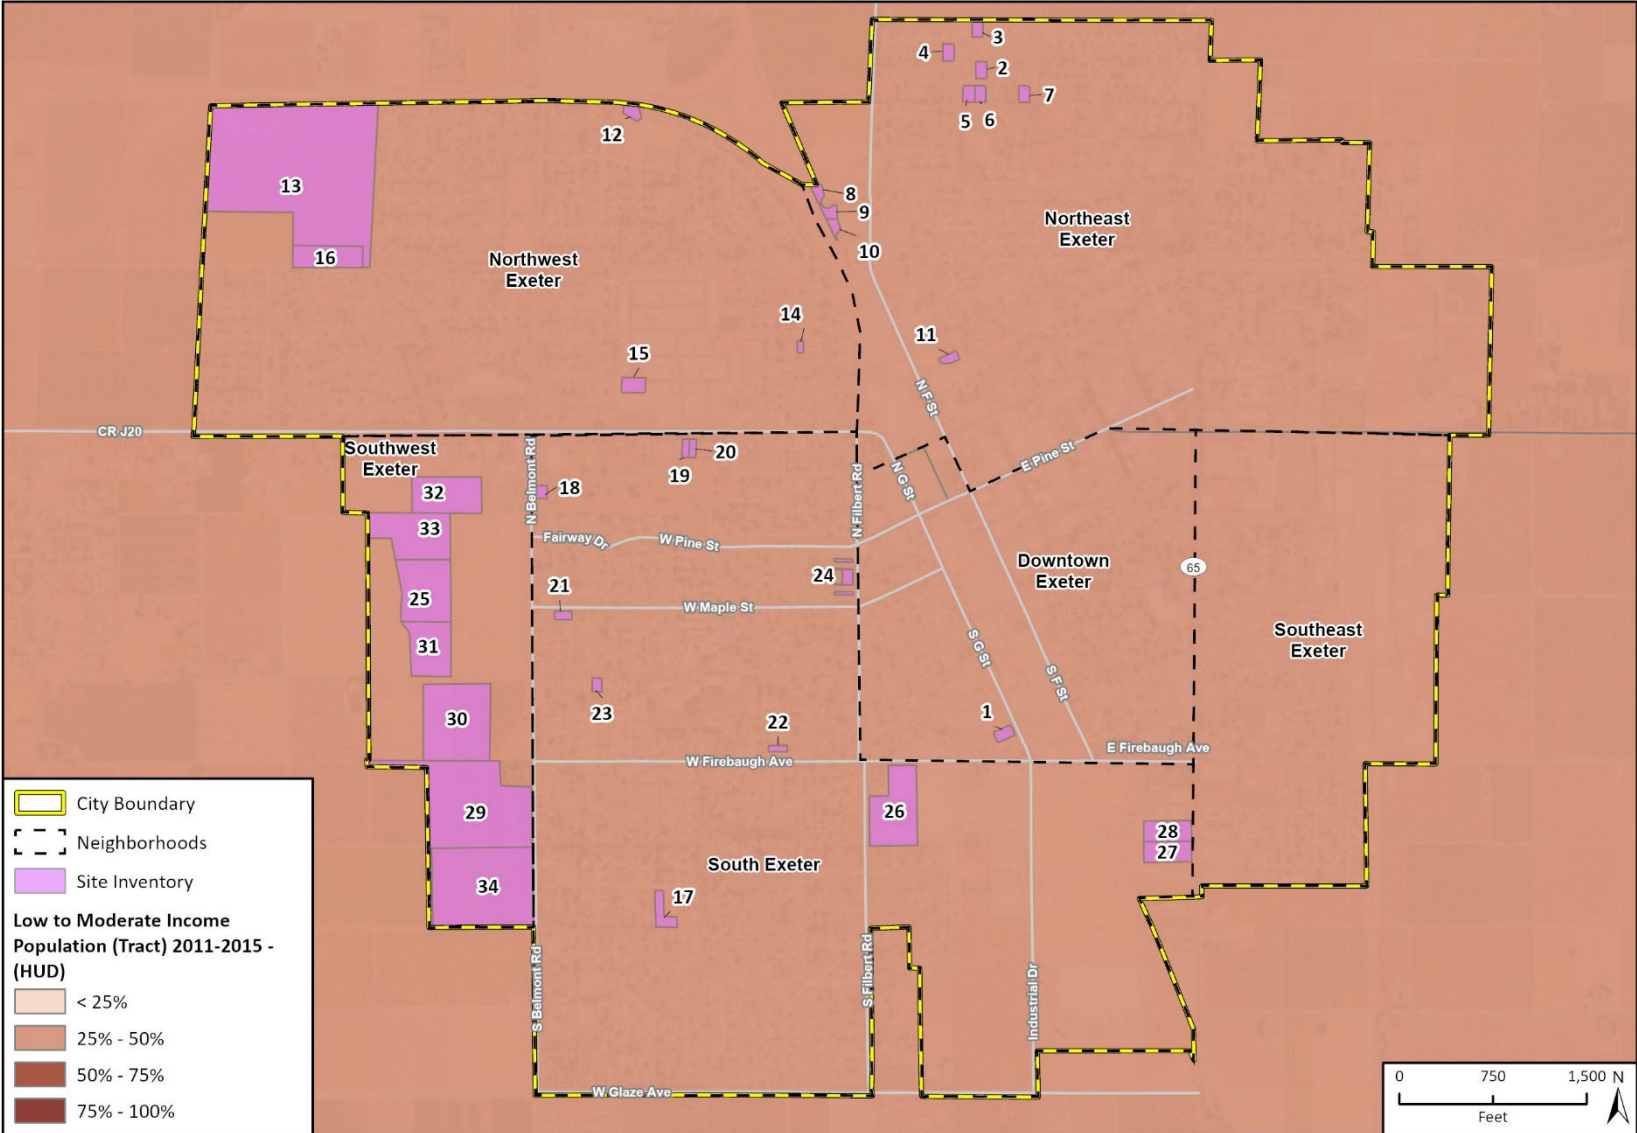 3
4
2
7
5
6
12
13
8
9
Northeast
Exeter
10
16
Northwest
Exeter
14
11
15
N F St
CR J20
Southwest
Exeter
20
19
E Pine St
N Belmont Rd
N Filbert Rd
N G St
18
32
33
Fairway Dr
W Pine St
Downtown
Exeter
65
24
21
25
W Maple St
Southeast
Exeter
31
S G St
S F St
23
30
22
1
W Firebaugh Ave
E Firebaugh Ave
29
26
28
27
South Exeter
34
17
S Belmont Rd
S Filbert Rd
Industrial Dr
W Glaze Ave
City Boundary
Neighborhoods
Site Inventory
Low to Moderate Income
Population (Tract) 2011-2015 -
(HUD)
< 25%
25% - 50%
50% - 75%
75% - 100%
0 750 1,500 N
Feet